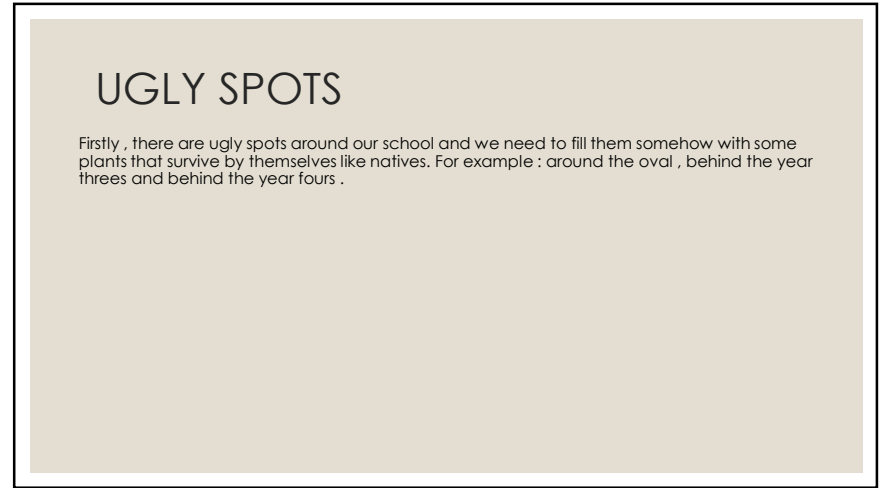 UGLY SPOTS
Firstly , there are ugly spots around our school and we need to fill them somehow with some
plants that survive by themselves like natives. For example : around the oval , behind the year
threes and behind the year fours .